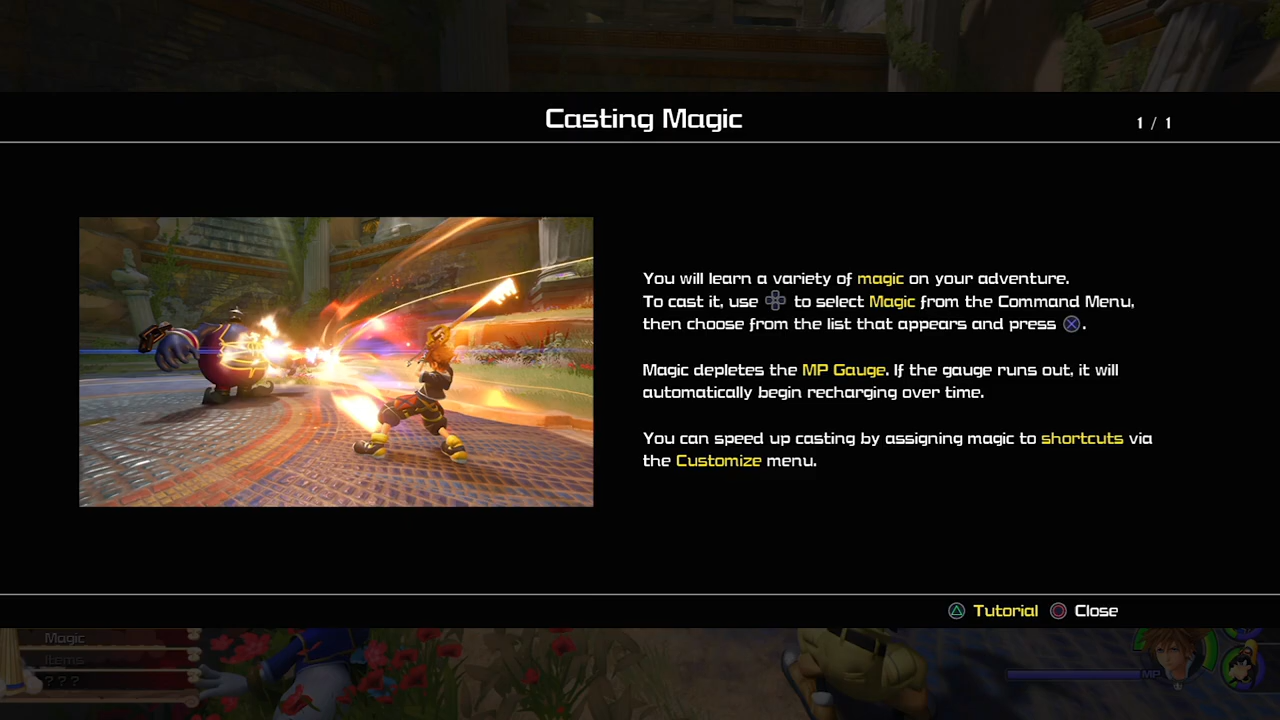 Casting Magic
1 / 1
You will learn a variety of magic on your adventure.
To cast it, use to select Magic from the Command Menu,
then choose from the list that appears and press .
Magic depletes the MP Gauge. If the gauge runs out, it will
automatically begin recharging over time.
You can speed up casting by assigning magic to shortcuts via
the Customize menu.
Tutorial Close
Magic
Items
? ? ?
MP